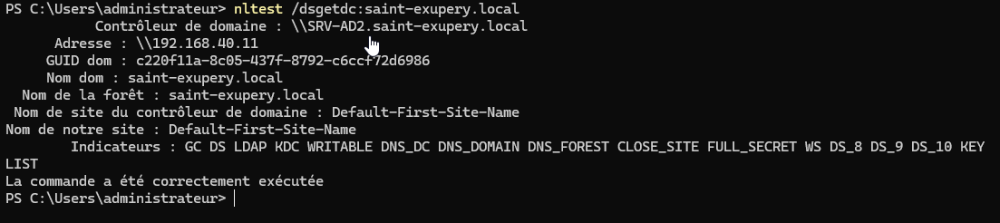 PS C:\Users\administrateur> nltest /dsgetdc:saint-exupery.local
Contrôleur de domaine : \\SRV-AD2.saint-exupery.local
Adresse : \\192.168.40.11
GUID dom : c220f11a-8c05-437f-8792-c6ccf72d6986
Nom dom : saint-exupery.local
Nom de la forêt : saint-exupery.local
Nom de site du contrôleur de domaine : Default-First-Site-Name
Nom de notre site : Default-First-Site-Name
Indicateurs : GC DS LDAP KDC WRITABLE DNS_DC DNS_DOMAIN DNS_FOREST CLOSE_SITE FULL_SECRET WS DS_8 DS_9 DS_10 KEY
LIST
La commande a été correctement exécutée
PS C:\Users\administrateur>